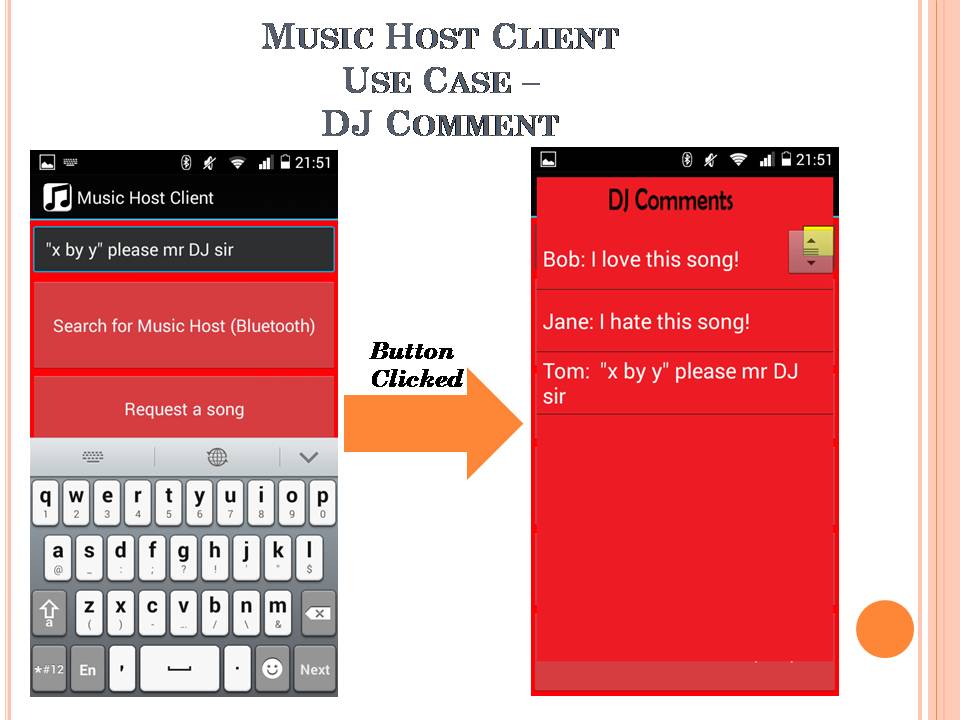 MUSIC HOST CLIENT
USE CASE –
DJ COMMENT
21:51
Music Host Client
"x by y" please mr DJ sir
Search for Music Host (Bluetooth)
Request a song
q w e r t y u i o p
1 2 3 4 5 6 7 8 9 0
a s d f g h j k l
@ _ : ; ? ! ' " $
a z x c v b n m
( ) - ... / \ &
*#12 En , . Next
Button
Clicked
21:51
DJ Comments
Bob: I love this song!
Jane: I hate this song!
Tom:  "x by y" please mr DJ
sir